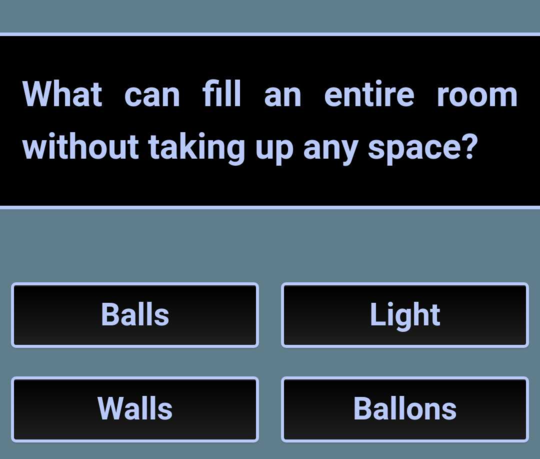 What can fill an entire room
without taking up any space?
Balls
Light
Walls
Ballons